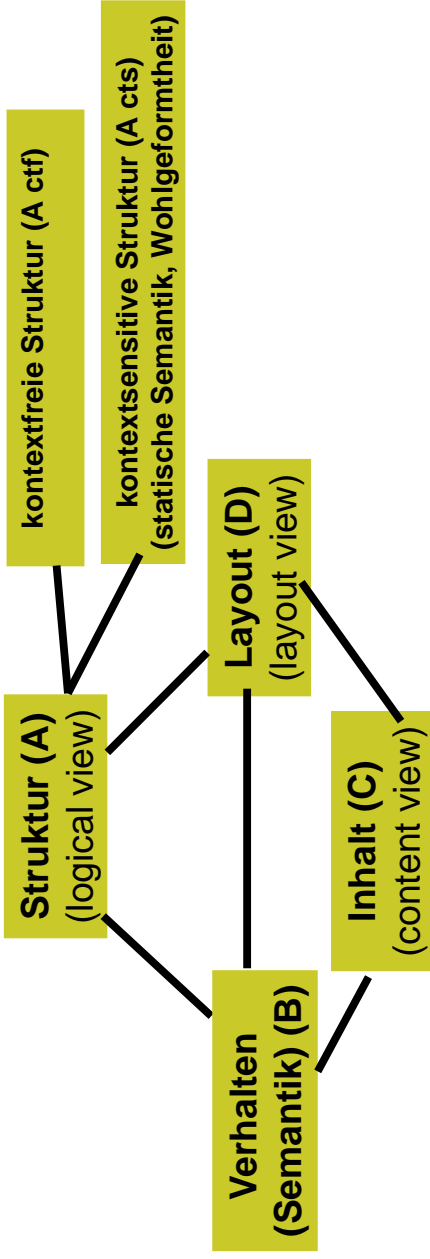 Struktur (A)
(logical view)
kontextfreie Struktur (A ctf)
kontextsensitive Struktur (A cts)
(statische Semantik, Wohlgeformtheit)
Verhalten
(Semantik) (B)
Layout (D)
(layout view)
Inhalt (C)
(content view)